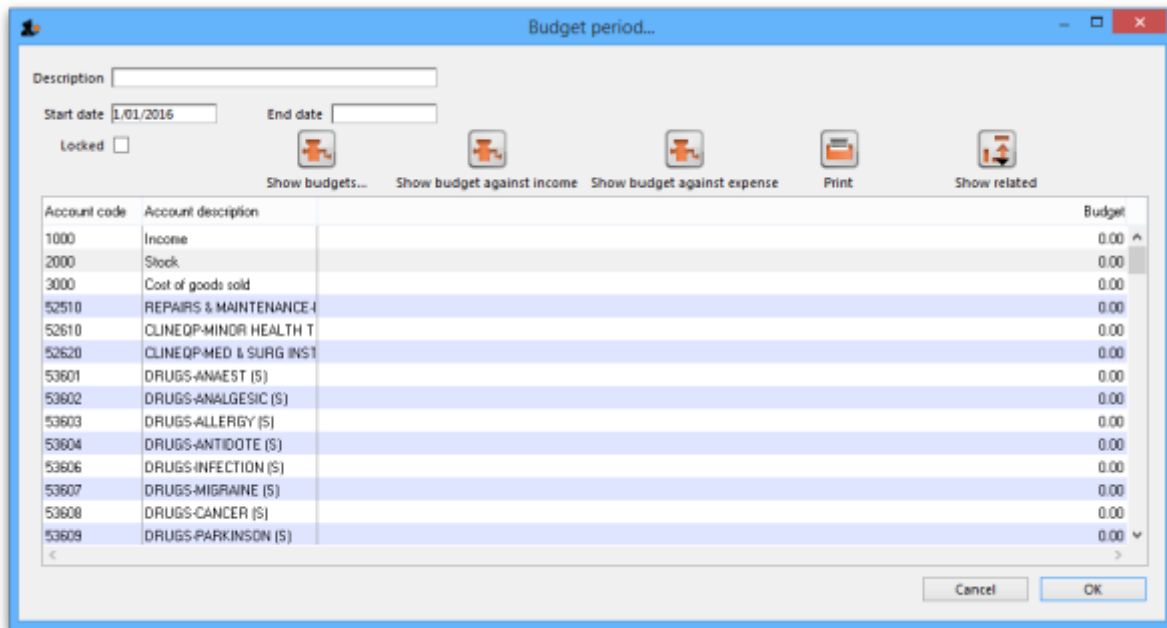 Budget period...
Description
Start date 1/01/2016 End date
Locked
Show budgets... Show budget against income Show budget against expense Print Show related
Account code Account description Budget
1000 Income 0.00
2000 Stock 0.00
3000 Cost of goods sold 0.00
52510 REPAIRS & MAINTENANCE- 0.00
52610 CLINEQP-MINOR HEALTH T 0.00
52620 CLINEQP-MED & SURG INST 0.00
53601 DRUGS-ANAEST (S) 0.00
53602 DRUGS-ANALGESIC (S) 0.00
53603 DRUGS-ALLERGY (S) 0.00
53604 DRUGS-ANTIDOTE (S) 0.00
53606 DRUGS-INFECTION (S) 0.00
53607 DRUGS-MIGRAINE (S) 0.00
53608 DRUGS-CANCER (S) 0.00
53609 DRUGS-PARKINSON (S) 0.00
Cancel OK